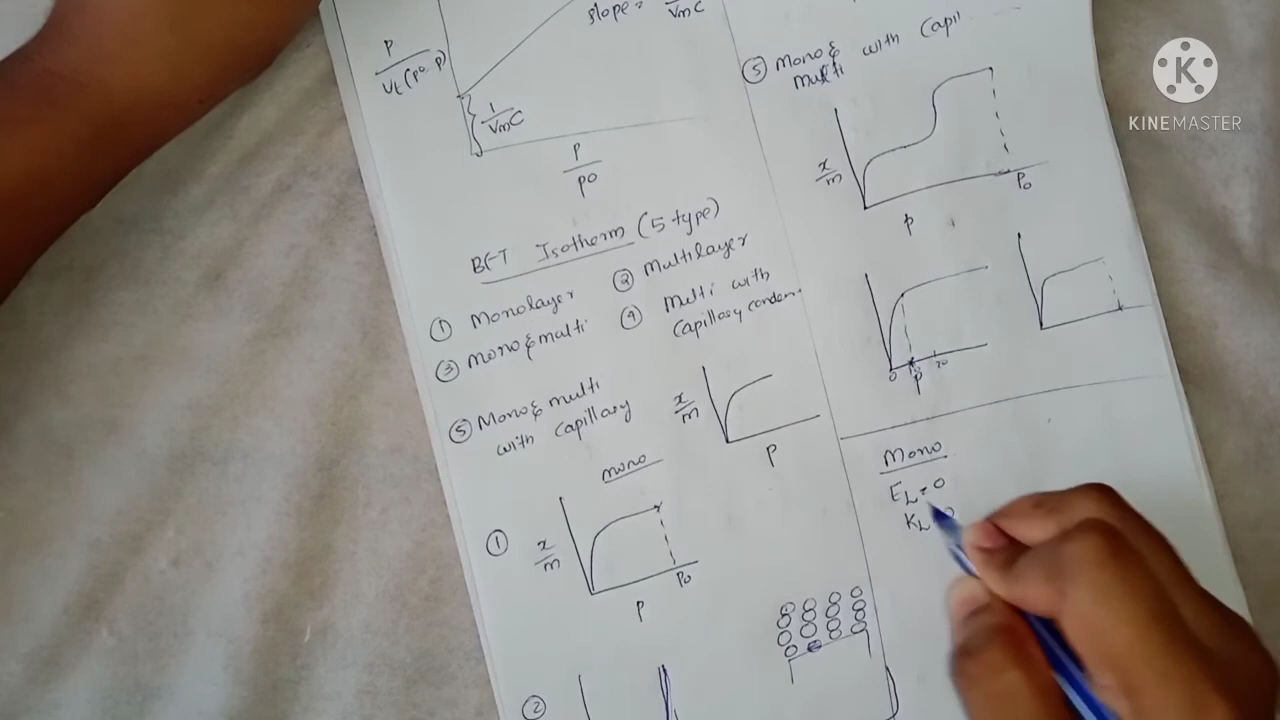 P
Vt(P° P)
slope =
VmC
1
VmC
P
P°
BET Isotherm (5 type)
① Monolayer
② Multilayer
③ Mono & multi
④ Multi with
capillary conden.
⑤ Mono & multi
with capillary
x/m
P
mono
①
x/m
P
P0
②
⑤ Mono &
multi
with Capil
x/m
P
P0
0
20
P
Mono
EL = 0
KL
K
KINEMASTER